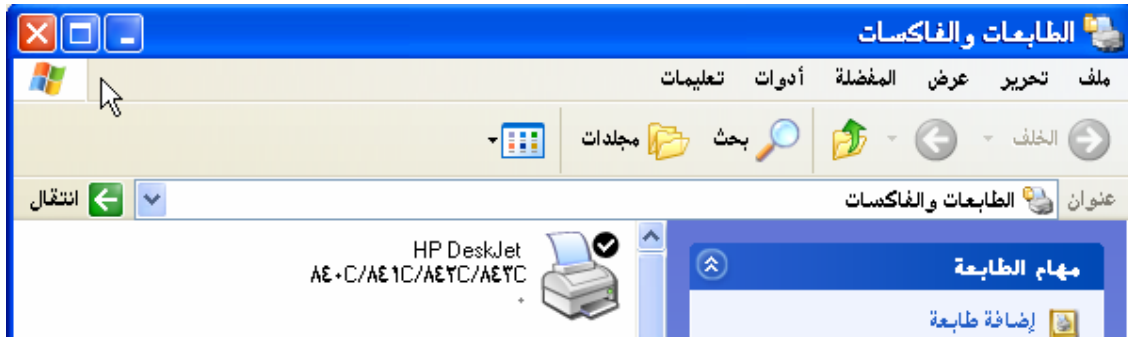 الطابعات والفاكسات
ملف تحرير عرض المفضلة أدوات تعليمات
الخلف بحث مجلدات
عنوان الطابعات والفاكسات انتقال
مهام الطابعة
إضافة طابعة
HP DeskJet
٨٤٠C/٨٤١C/٨٤٢C/٨٤٣C
٠